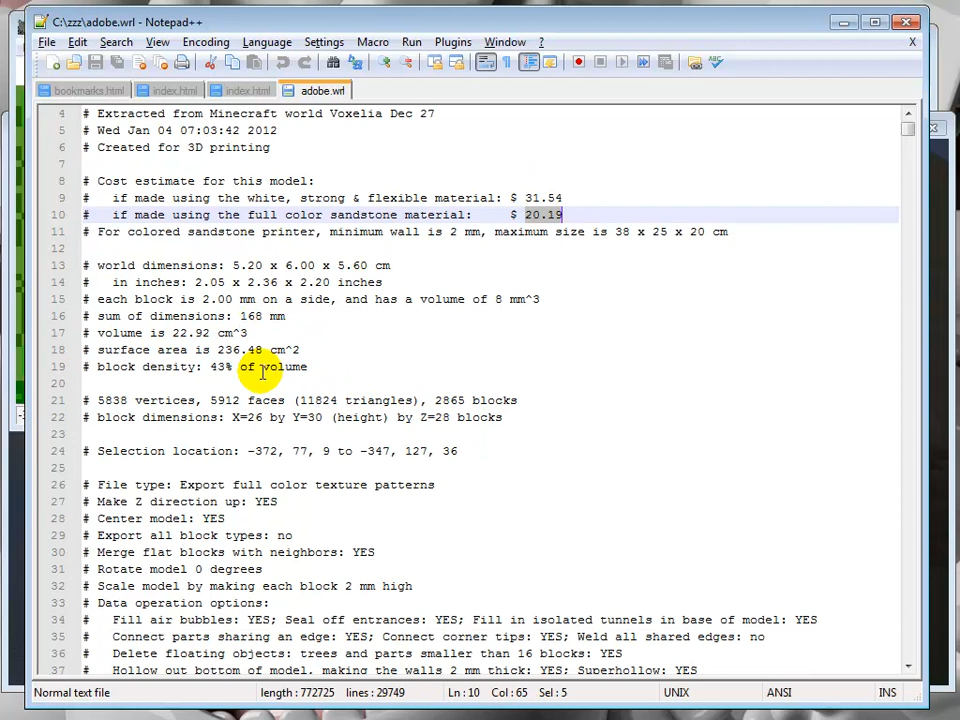 C:\zzz\adobe.wrl - Notepad++
File Edit Search View Encoding Language Settings Macro Run Plugins Window ? X
bookmarks.html index.html index.html adobe.wrl
4 # Extracted from Minecraft world Voxelia Dec 27
5 # Wed Jan 04 07:03:42 2012
6 # Created for 3D printing
7
8 # Cost estimate for this model:
9 #   if made using the white, strong & flexible material: $ 31.54
10 #   if made using the full color sandstone material:     $ 20.19
11 # For colored sandstone printer, minimum wall is 2 mm, maximum size is 38 x 25 x 20 cm
12
13 # world dimensions: 5.20 x 6.00 x 5.60 cm
14 #   in inches: 2.05 x 2.36 x 2.20 inches
15 # each block is 2.00 mm on a side, and has a volume of 8 mm^3
16 # sum of dimensions: 168 mm
17 # volume is 22.92 cm^3
18 # surface area is 236.48 cm^2
19 # block density: 43% of volume
20
21 # 5838 vertices, 5912 faces (11824 triangles), 2865 blocks
22 # block dimensions: X=26 by Y=30 (height) by Z=28 blocks
23
24 # Selection location: -372, 77, 9 to -347, 127, 36
25
26 # File type: Export full color texture patterns
27 # Make Z direction up: YES
28 # Center model: YES
29 # Export all block types: no
30 # Merge flat blocks with neighbors: YES
31 # Rotate model 0 degrees
32 # Scale model by making each block 2 mm high
33 # Data operation options:
34 #   Fill air bubbles: YES; Seal off entrances: YES; Fill in isolated tunnels in base of model: YES
35 #   Connect parts sharing an edge: YES; Connect corner tips: YES; Weld all shared edges: no
36 #   Delete floating objects: trees and parts smaller than 16 blocks: YES
37 #   Hollow out bottom of model, making the walls 2 mm thick: YES; Superhollow: YES
Normal text file length : 772725 lines : 29749 Ln : 10 Col : 65 Sel : 5 UNIX ANSI INS